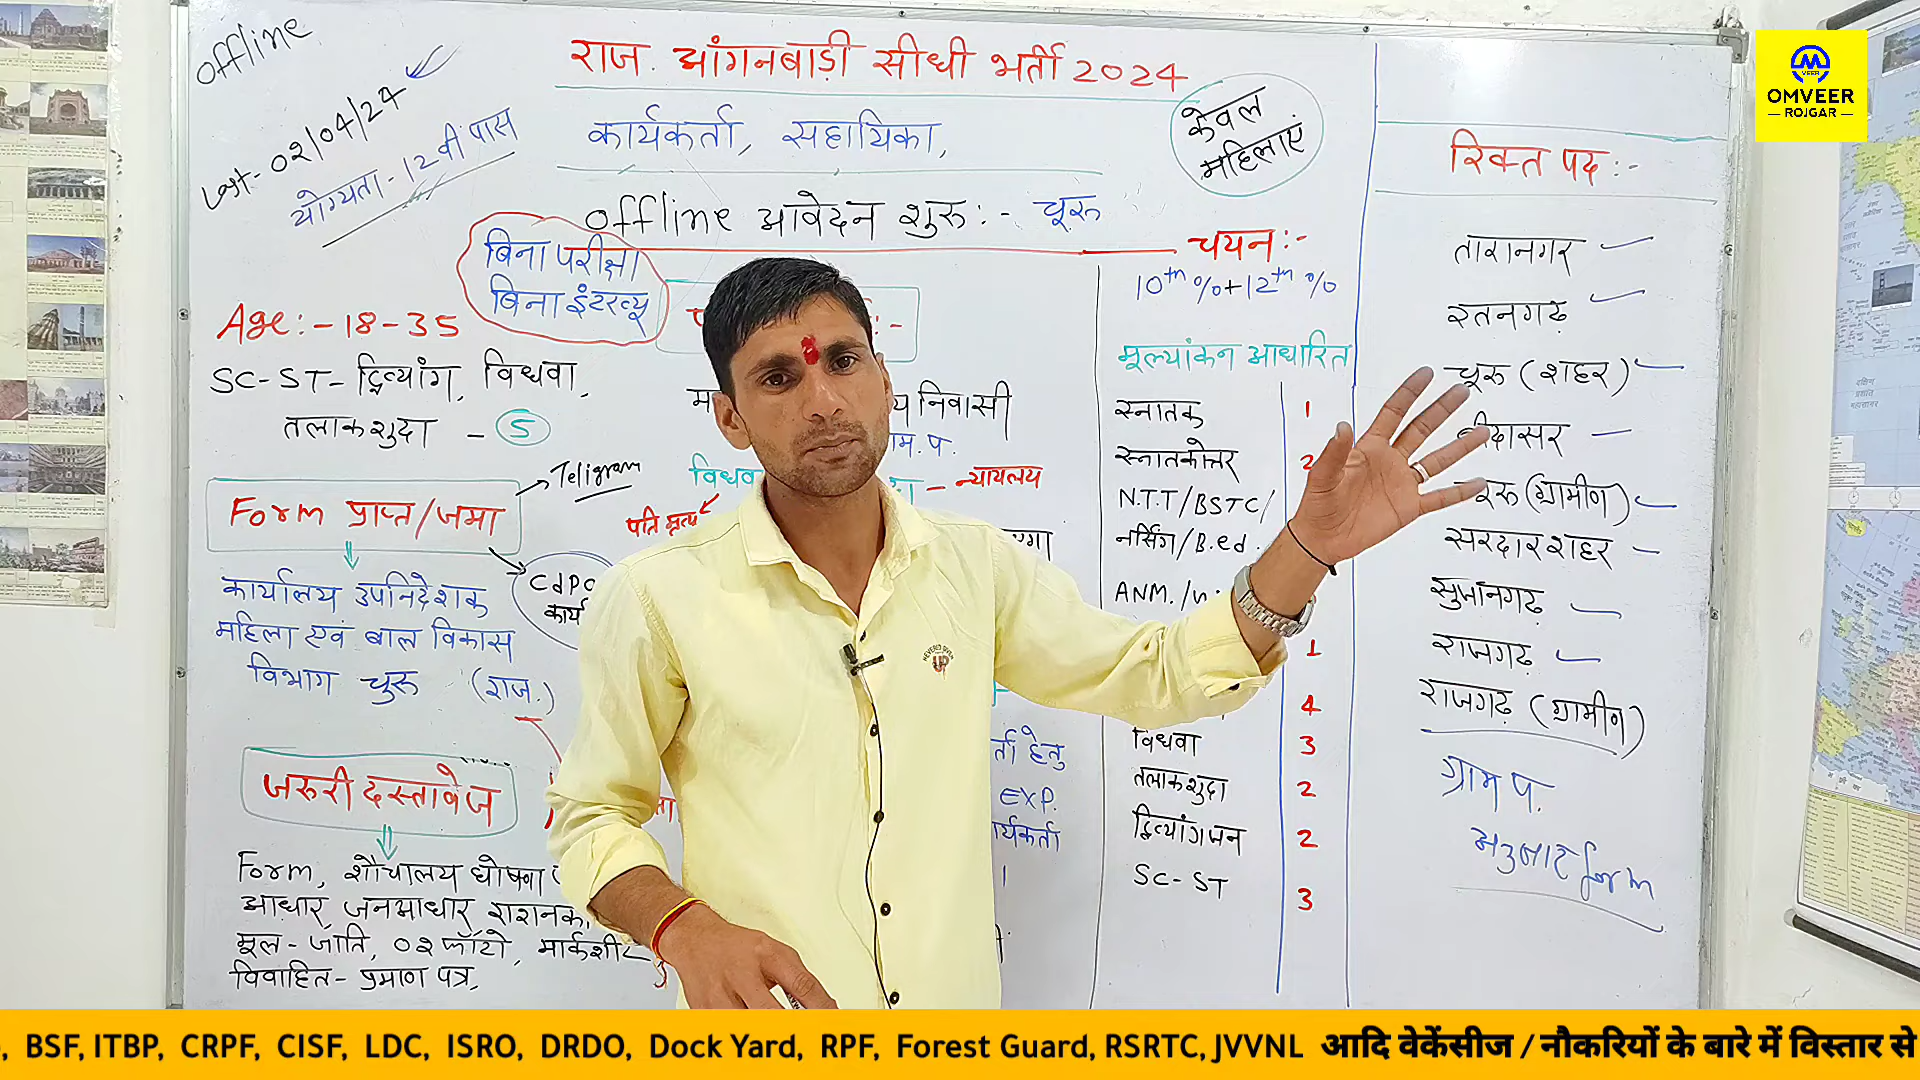 offline
Last- 02/04/24
योग्यता - 12वीं पास
राज. आंगनबाड़ी सीधी भर्ती 2024
कार्यकर्ता, सहायिका,
केवल
महिलाएं
offline आवेदन शुरू:- चूरू
बिना परीक्षा
बिना इंटरव्यू
Age:-18-35
SC-ST- दिव्यांग, विधवा,
तलाकशुदा - 5
Form प्राप्त/जमा
Teligram
कार्यालय उपनिदेशक
महिला एवं बाल विकास
विभाग चुरू (राज.)
जरुरी दस्तावेज
Form, शौचालय घोषणा
आधार, जनआधार, राशनका
मूल - जाति, 02 फोटो, मार्कशीट
विवाहित- प्रमाण पत्र,
:-
निवासी
विधव
- न्यायलय
पति मृत्यु
र्ता हेतु
EXP.
र्यकर्ता
चयन:-
10th %+12th %
मूल्यांकन आधारित
स्नातक 1
स्नातकोत्तर 2
N.T.T/BSTC/
नर्सिंग/B.ed.
ANM./
1
4
विधवा 3
तलाकशुदा 2
दिव्यांगजन 2
SC-ST 3
रिक्त पद:-
तारानगर
रतनगढ़
चूरू (शहर)
दासर
रू (ग्रामीण)
सरदारशहर
सुजानगढ़
राजगढ़
राजगढ़ (ग्रामीण)
ग्राम पं.
अनुसार form
OMVEER
ROJGAR
, BSF, ITBP, CRPF, CISF, LDC, ISRO, DRDO, Dock Yard, RPF, Forest Guard, RSRTC, JVVNL आदि वेकेंसीज / नौकरियों के बारे में विस्तार से